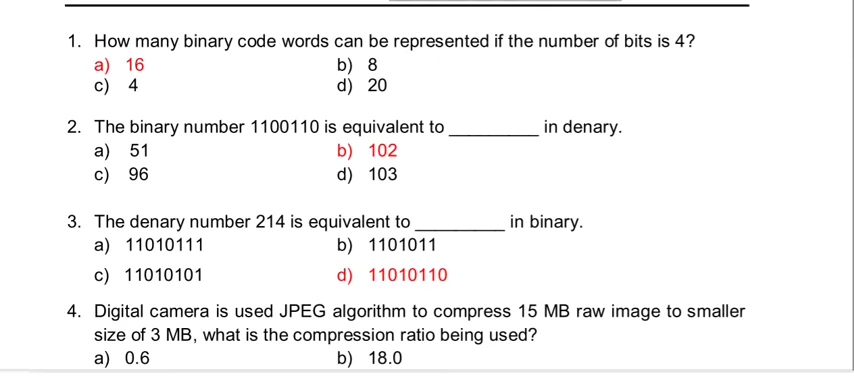 1. How many binary code words can be represented if the number of bits is 4?
a) 16 b) 8
c) 4 d) 20
2. The binary number 1100110 is equivalent to __________ in denary.
a) 51 b) 102
c) 96 d) 103
3. The denary number 214 is equivalent to __________ in binary.
a) 11010111 b) 1101011
c) 11010101 d) 11010110
4. Digital camera is used JPEG algorithm to compress 15 MB raw image to smaller
size of 3 MB, what is the compression ratio being used?
a) 0.6 b) 18.0